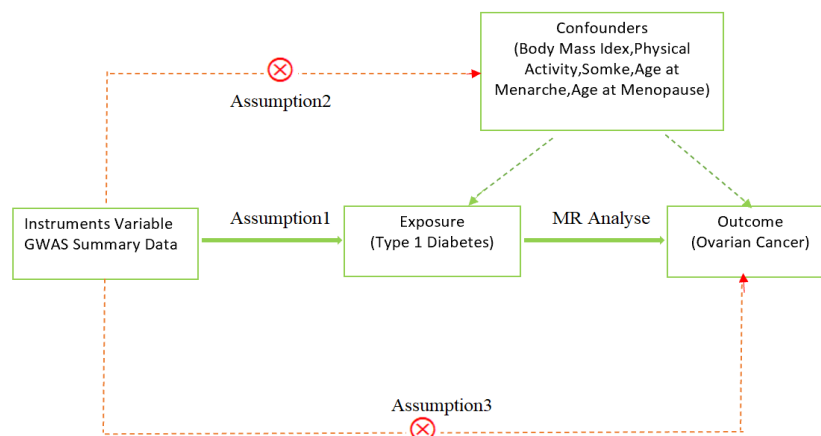 Confounders
(Body Mass Idex,Physical
Activity,Somke,Age at
Menarche,Age at Menopause)
Assumption2
Instruments Variable
GWAS Summary Data
Assumption1
Exposure
(Type 1 Diabetes)
MR Analyse
Outcome
(Ovarian Cancer)
Assumption3